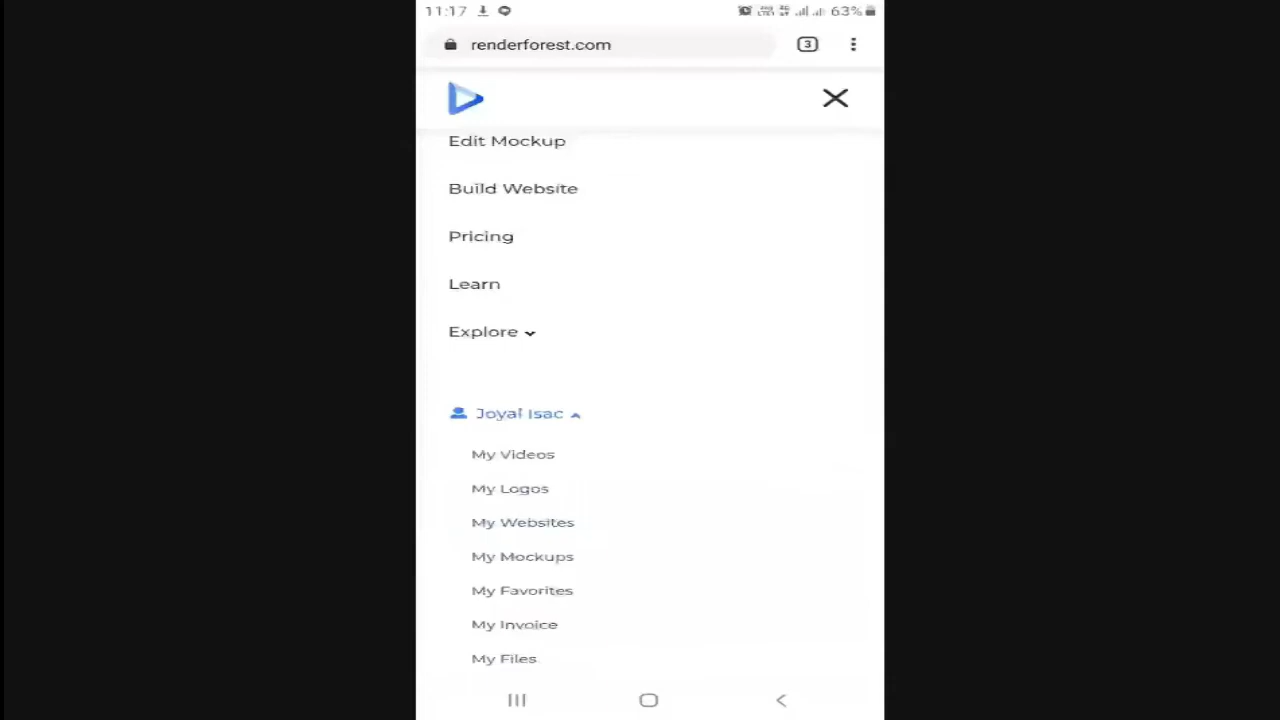 11:17 63%
renderforest.com 3
Edit Mockup
Build Website
Pricing
Learn
Explore
Joyal Isac
My Videos
My Logos
My Websites
My Mockups
My Favorites
My Invoice
My Files